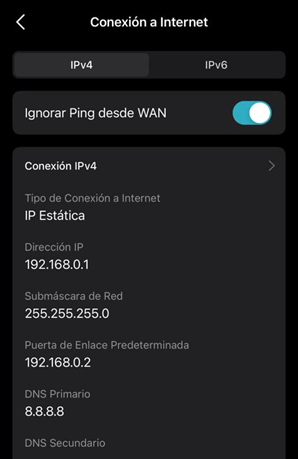 Conexión a Internet
IPv4
IPv6
Ignorar Ping desde WAN
Conexión IPv4
Tipo de Conexión a Internet
IP Estática
Dirección IP
192.168.0.1
Submáscara de Red
255.255.255.0
Puerta de Enlace Predeterminada
192.168.0.2
DNS Primario
8.8.8.8
DNS Secundario